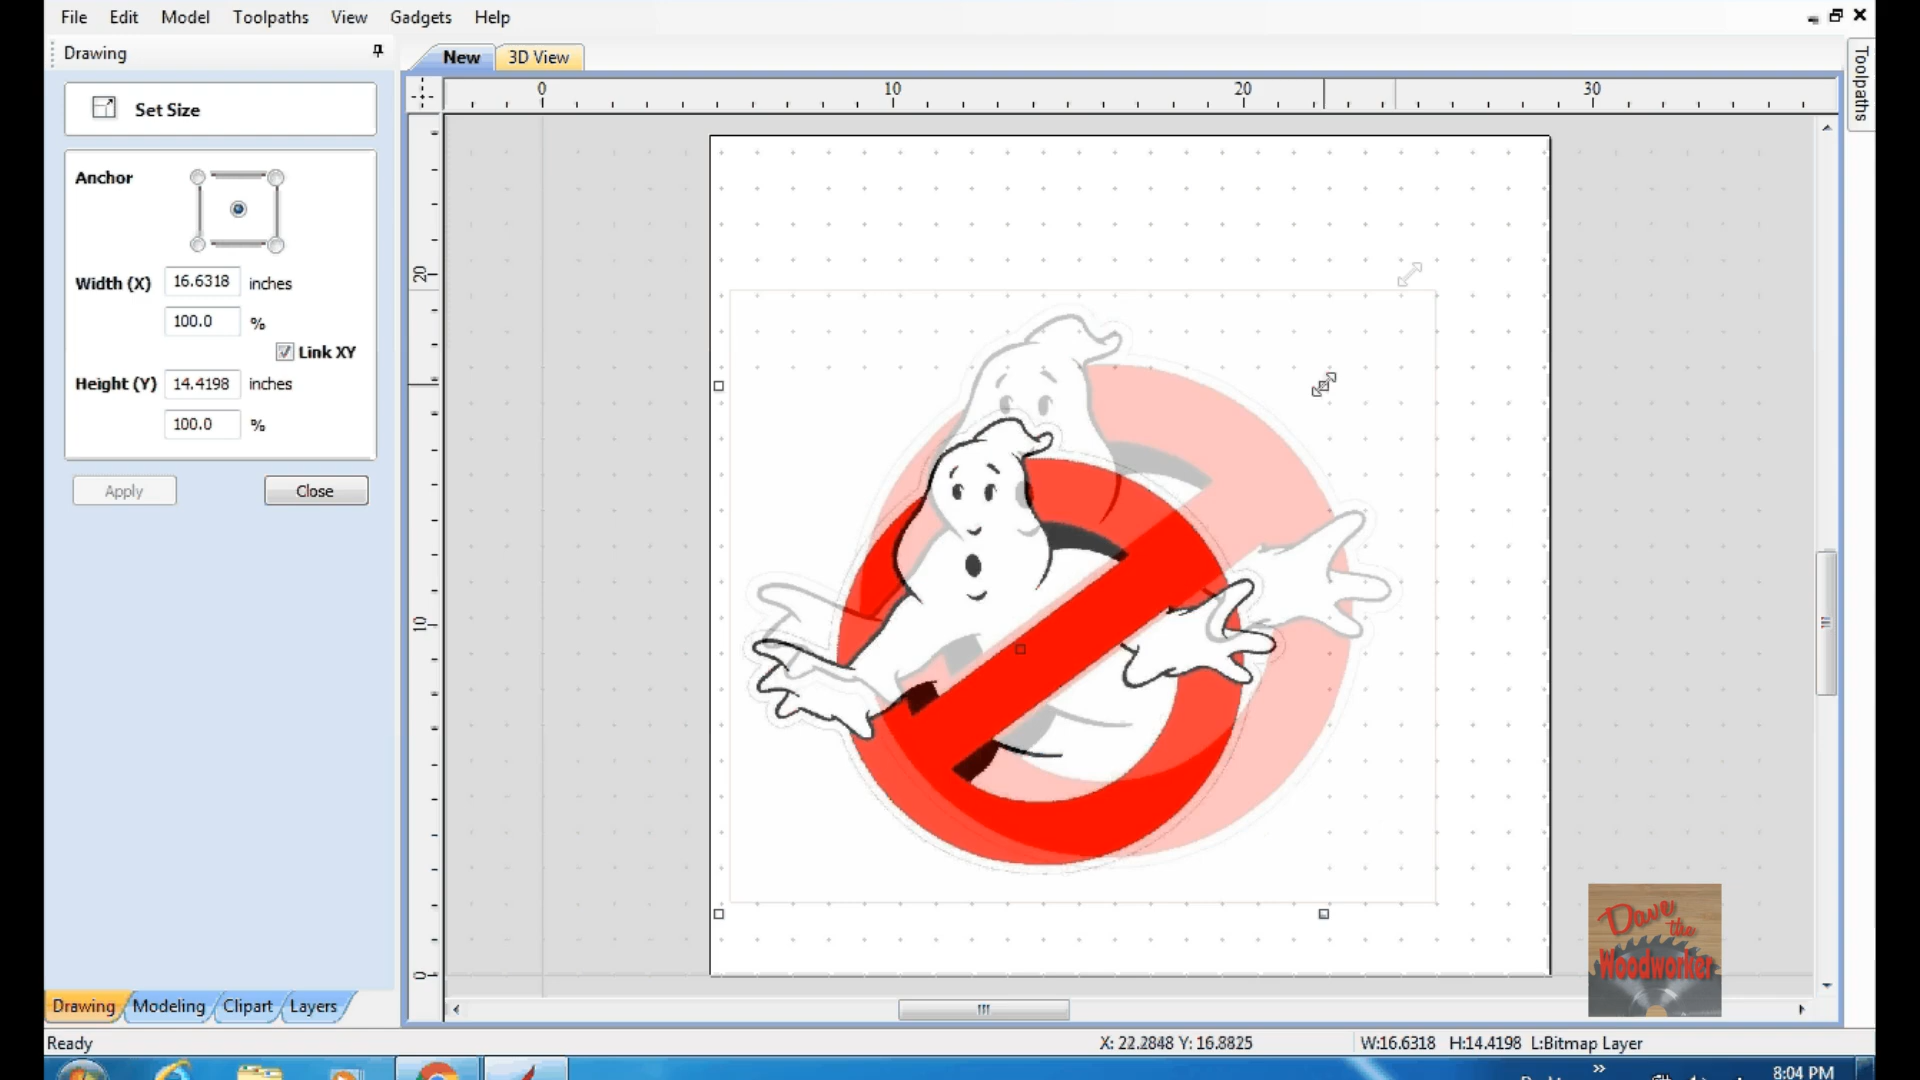 File Edit Model Toolpaths View Gadgets Help
Drawing
New 3D View
Toolpaths
Set Size
0 10 20 30
Anchor
Width (X) 16.6318 inches
100.0 %
Link XY
Height (Y) 14.4198 inches
100.0 %
Apply Close
20
10
0
Dave
the
Woodworker
Drawing Modeling Clipart Layers
Ready X: 22.2848 Y: 16.8825 W:16.6318 H:14.4198 L:Bitmap Layer
» 8:04 PM